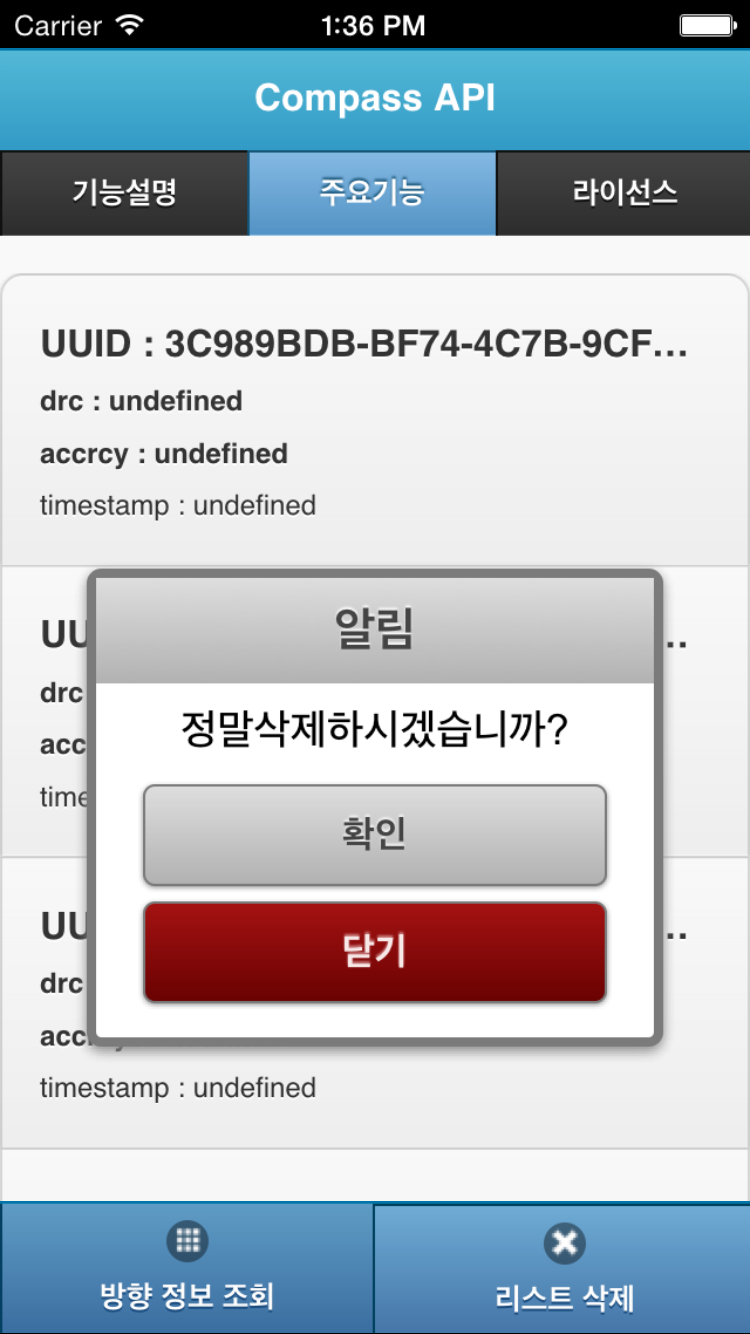 Carrier 1:36 PM
Compass API
기능설명 주요기능 라이선스
UUID : 3C989BDB-BF74-4C7B-9CF...
drc : undefined
accrcy : undefined
timestamp : undefined
알림
정말삭제하시겠습니까?
확인
닫기
UU ..
drc
acc
time
UU ..
drc
timestamp : undefined
방향 정보 조회 리스트 삭제